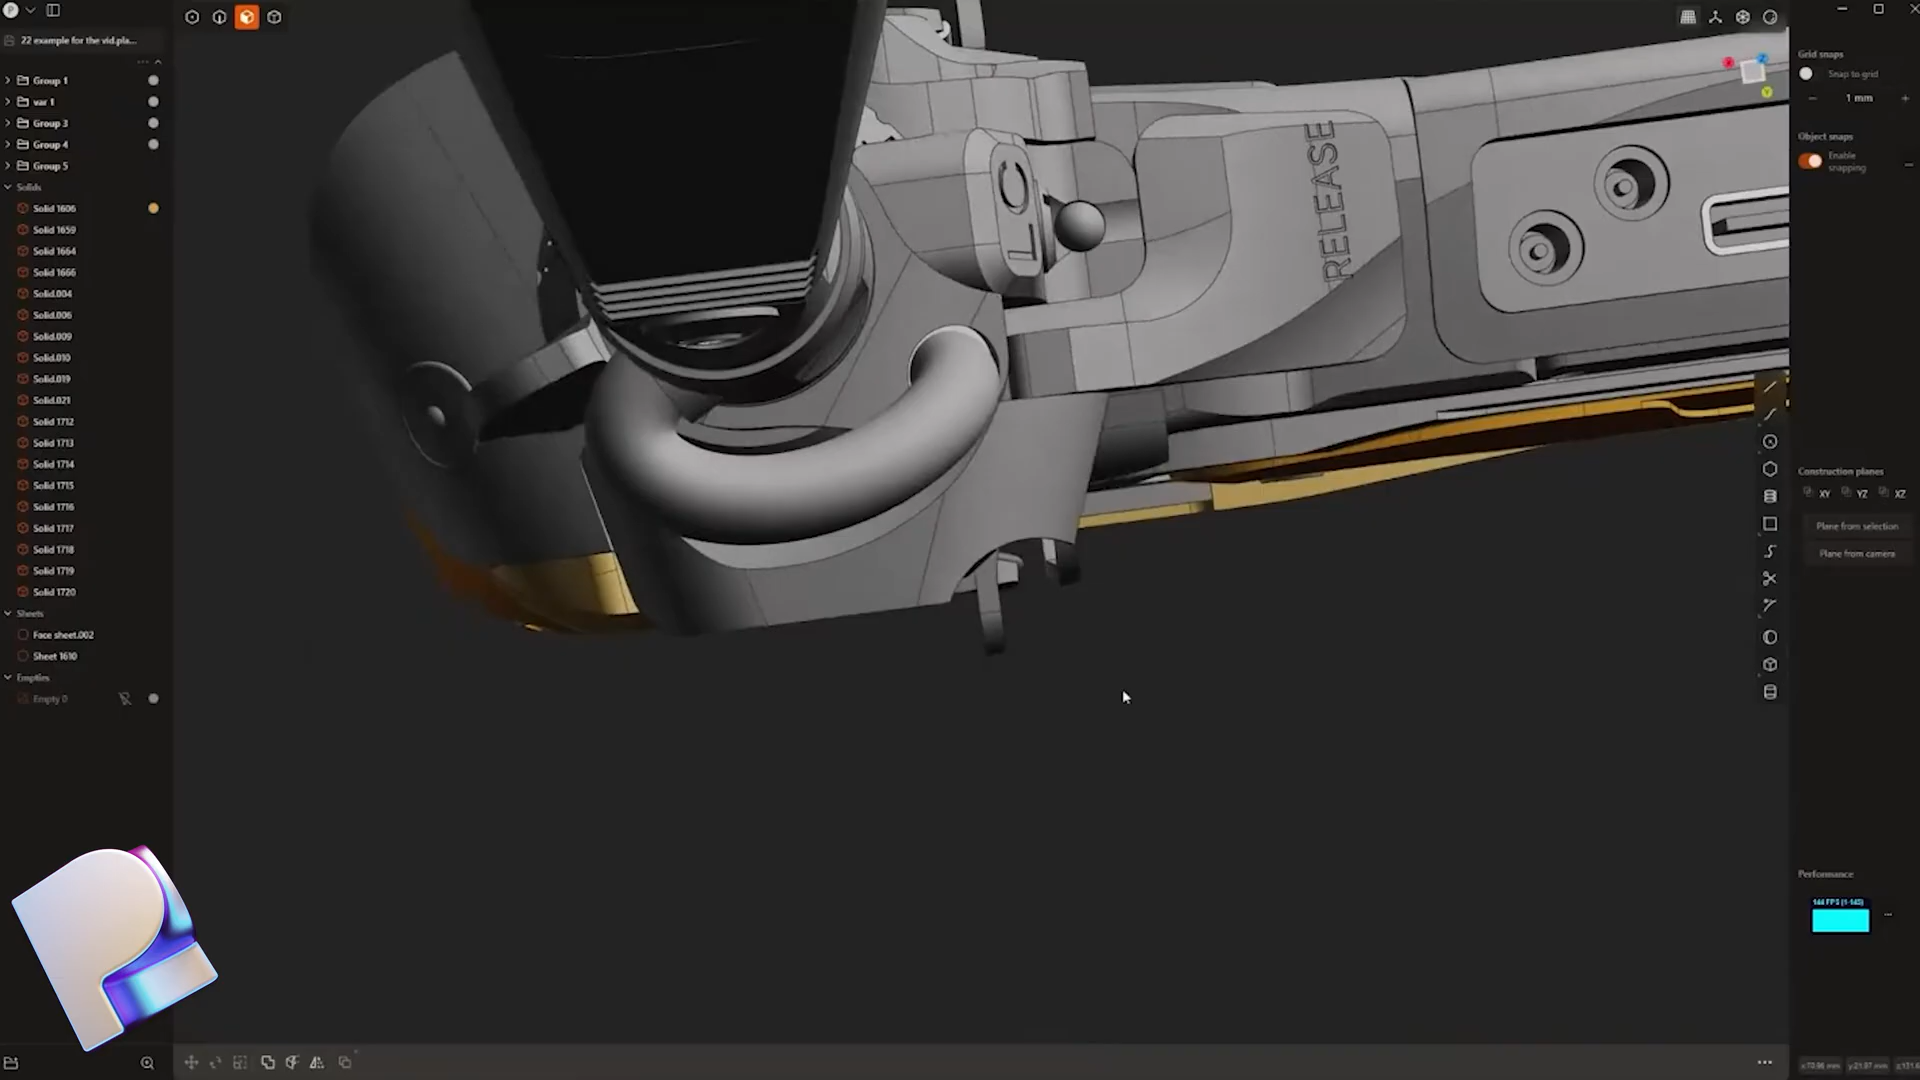 22 example for the vid.pla...
Group 1
var 1
Group 3
Group 4
Group 5
Solids
Solid 1606
Solid 1659
Solid 1664
Solid 1666
Solid.004
Solid.006
Solid.009
Solid.010
Solid.019
Solid.021
Solid 1712
Solid 1713
Solid 1714
Solid 1715
Solid 1716
Solid 1717
Solid 1718
Solid 1719
Solid 1720
Sheets
Face sheet.002
Sheet 1610
Empties
Empty 0
RELEASE
Grid snaps
Snap to grid
1 mm
Object snaps
Enable
snapping
Construction planes
XY YZ XZ
Plane from selection
Plane from camera
Performance
144 FPS (1-145)